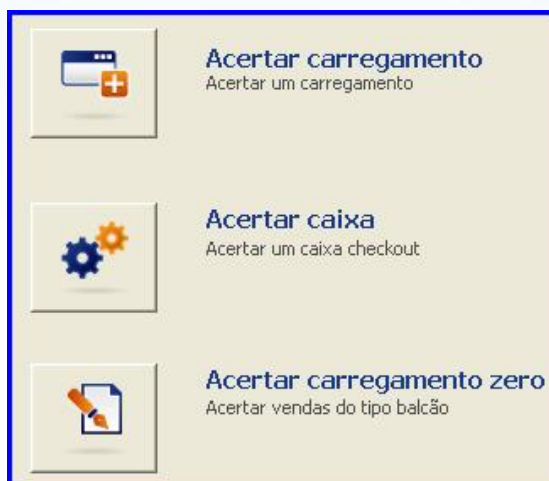 Acertar carregamento
Acertar um carregamento
Acertar caixa
Acertar um caixa checkout
Acertar carregamento zero
Acertar vendas do tipo balcão